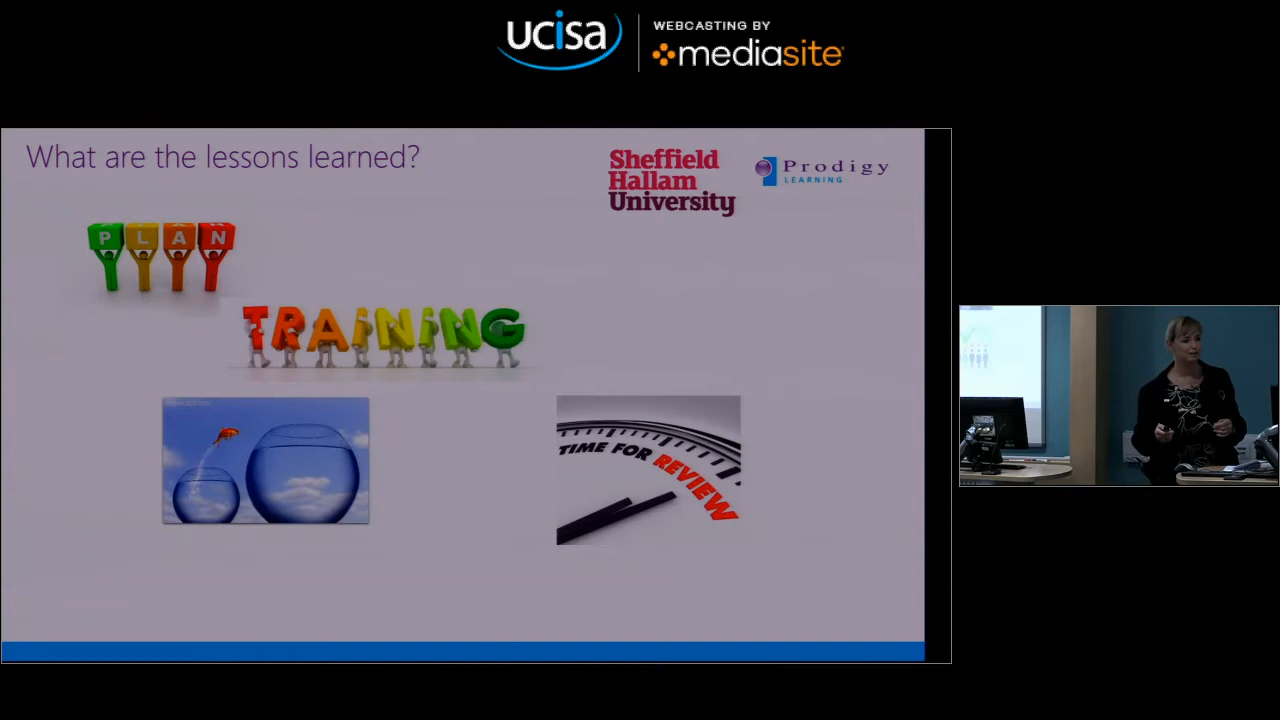 ucisa
WEBCASTING BY
mediasite
What are the lessons learned?
Sheffield
Hallam
University
Prodigy
LEARNING
PLAN
TRAiNiNG
TIME FOR REVIEW